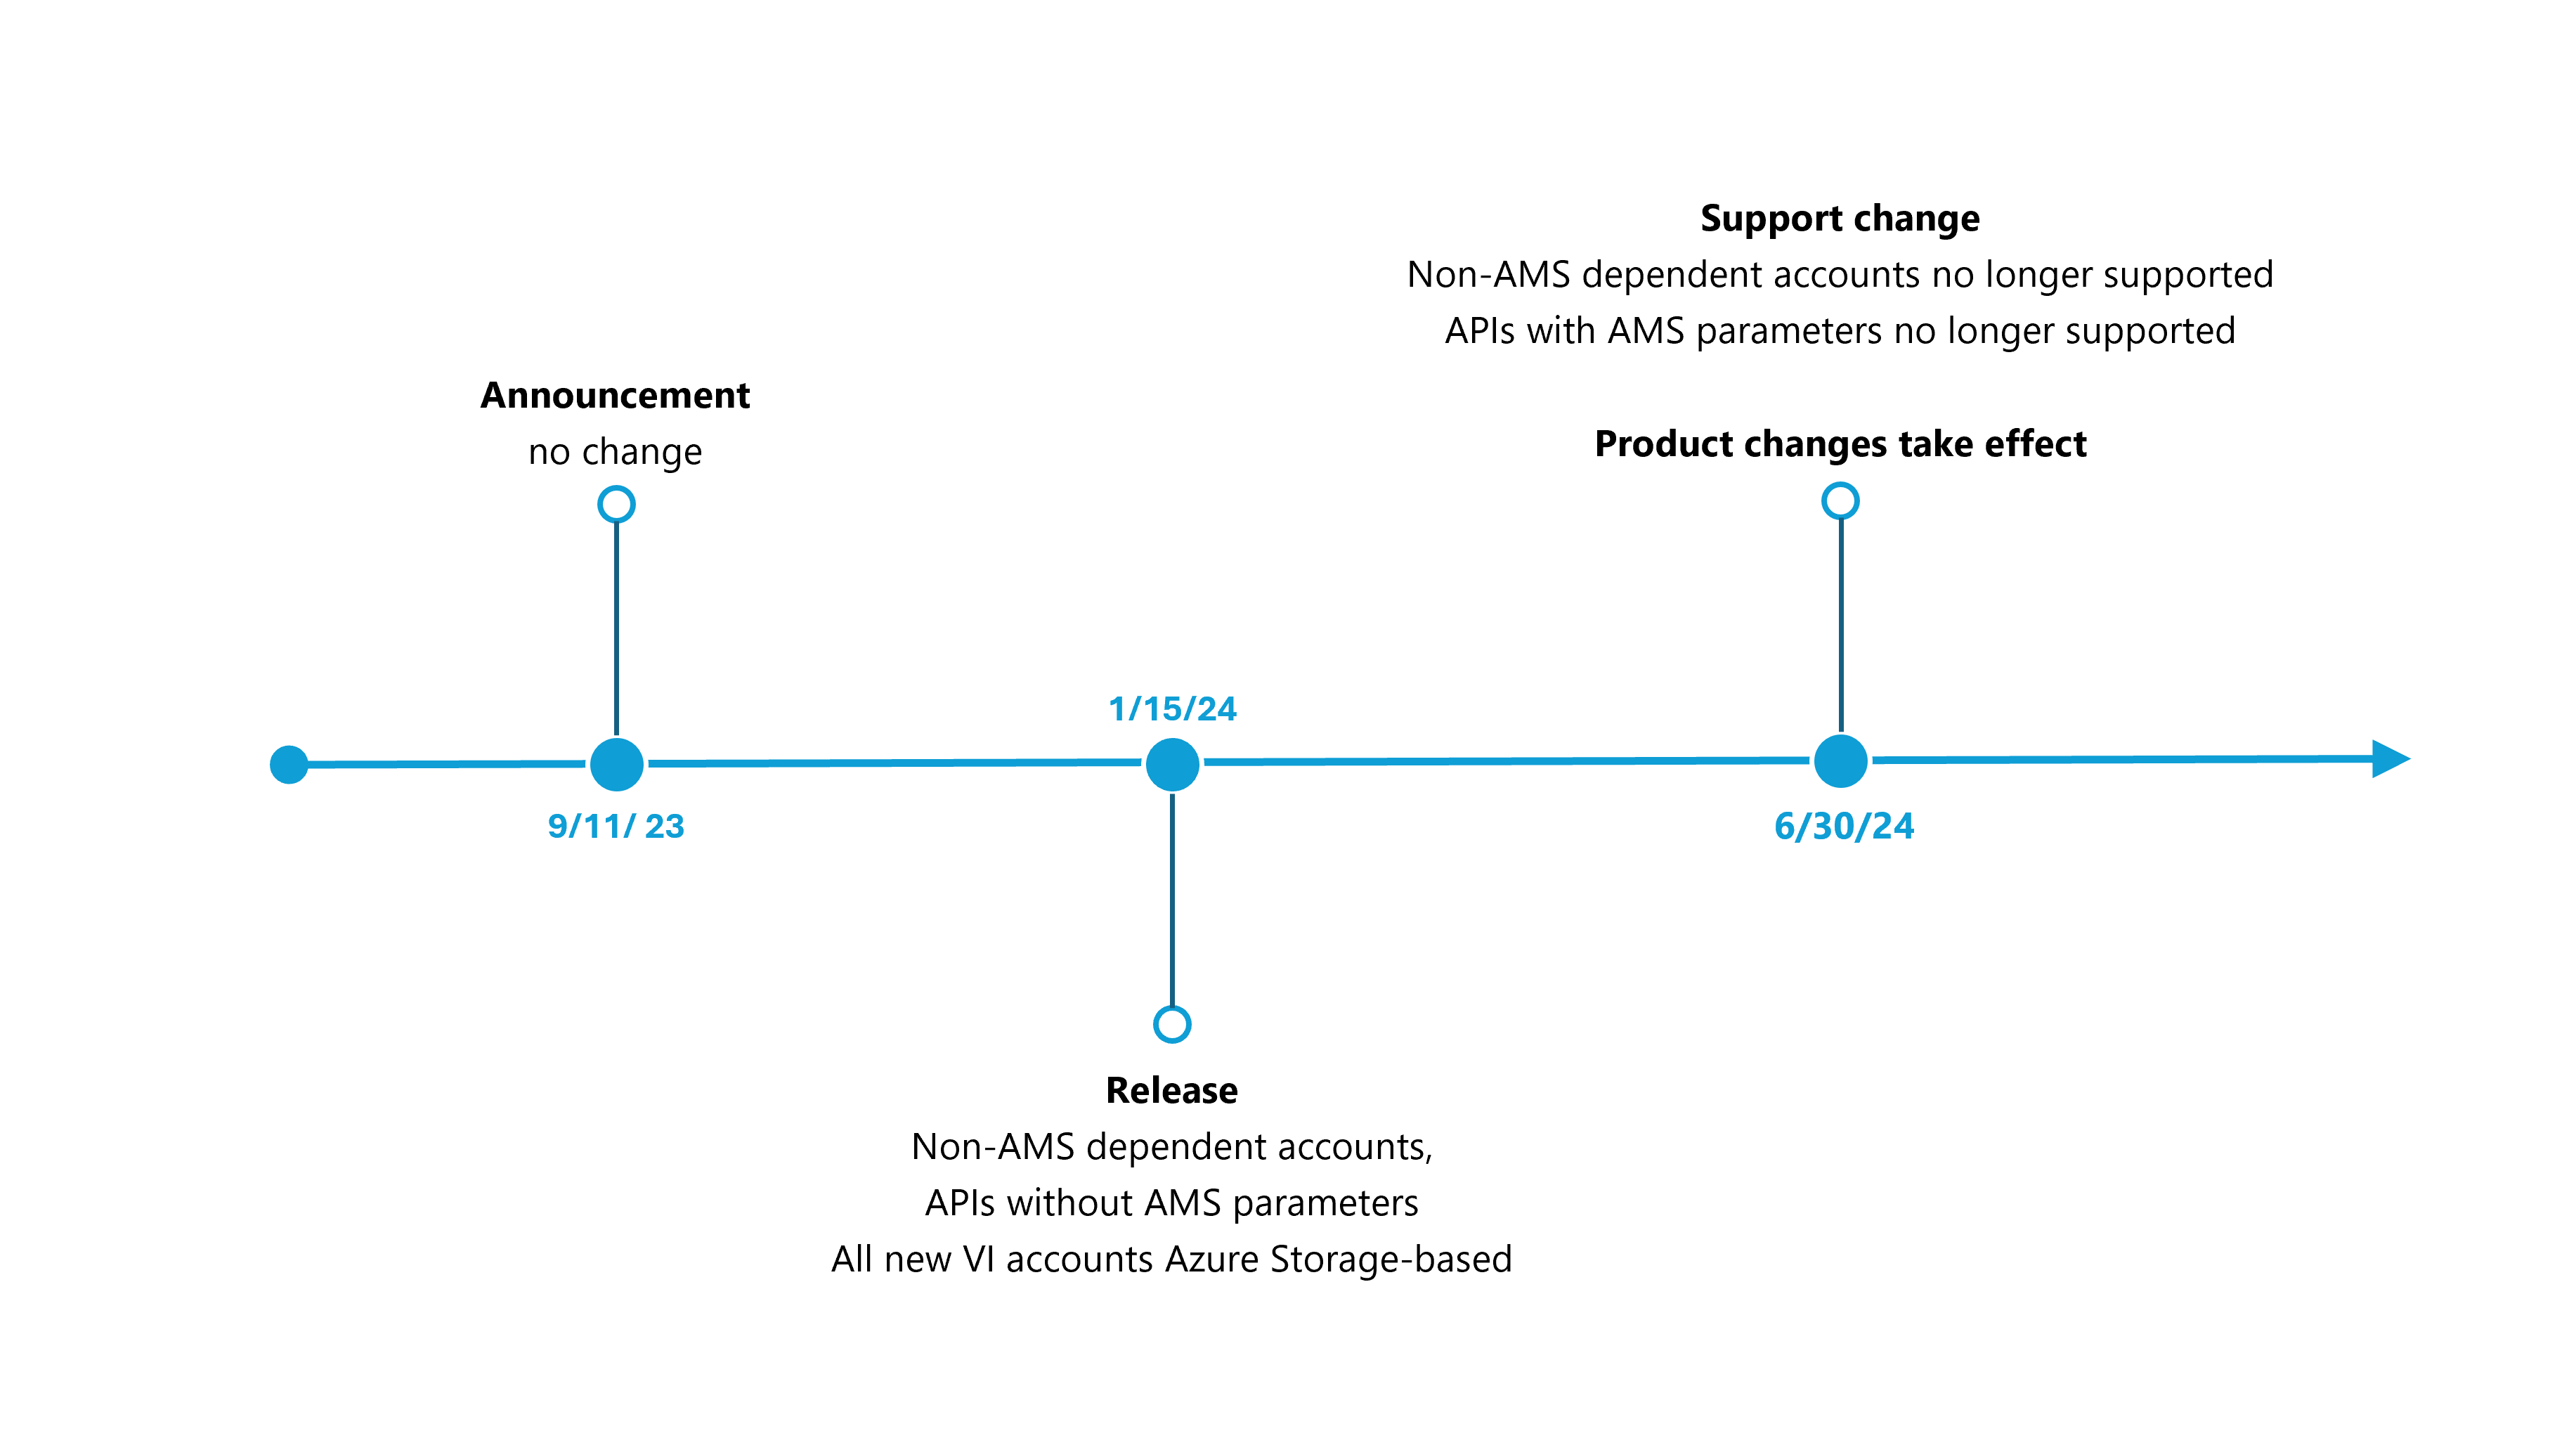 Support change
Non-AMS dependent accounts no longer supported
APIs with AMS parameters no longer supported
Announcement
no change
Product changes take effect
1/15/24
9/11/ 23
6/30/24
Release
Non-AMS dependent accounts,
APIs without AMS parameters
All new VI accounts Azure Storage-based